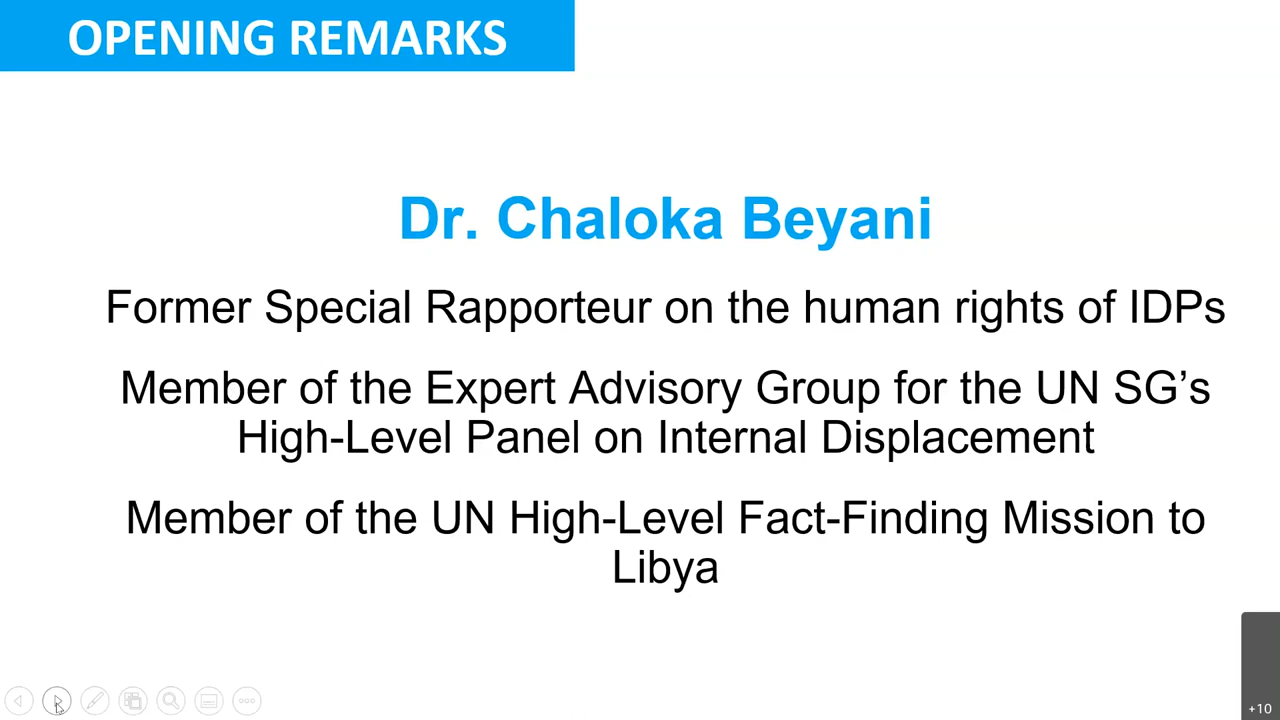 OPENING REMARKS
Dr. Chaloka Beyani
Former Special Rapporteur on the human rights of IDPs
Member of the Expert Advisory Group for the UN SG’s
High-Level Panel on Internal Displacement
Member of the UN High-Level Fact-Finding Mission to
Libya
+10